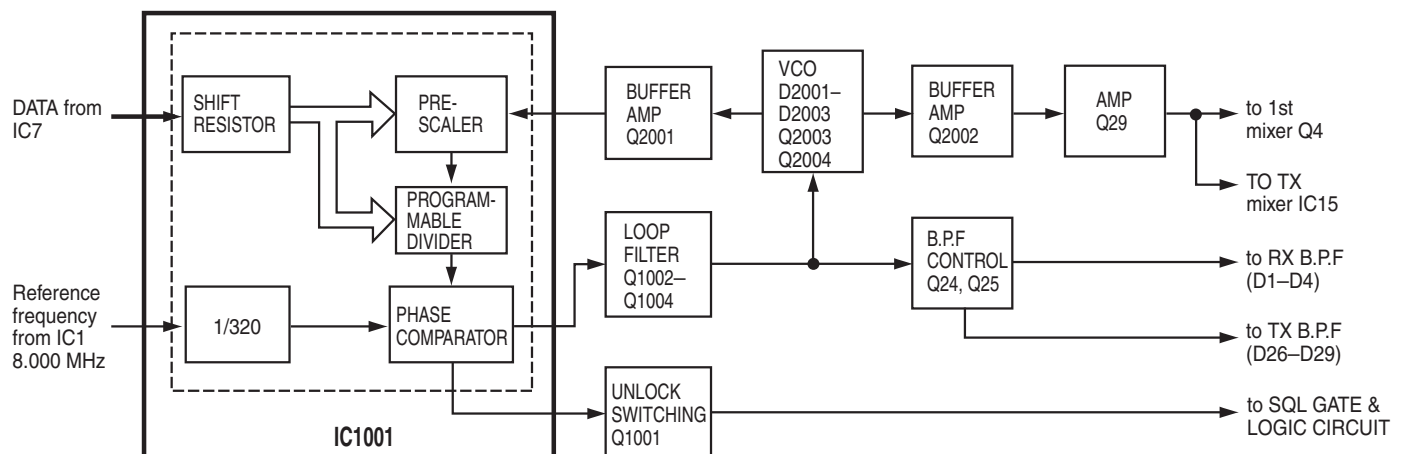 DATA from
IC7
SHIFT
RESISTOR
PRE-
SCALER
BUFFER
AMP
Q2001
VCO
D2001–
D2003
Q2003
Q2004
BUFFER
AMP
Q2002
AMP
Q29
to 1st
mixer Q4
TO TX
mixer IC15
PROGRAM-
MABLE
DIVIDER
LOOP
FILTER
Q1002–
Q1004
B.P.F
CONTROL
Q24, Q25
to RX B.P.F
(D1–D4)
Reference
frequency
from IC1
8.000 MHz
1/320
PHASE
COMPARATOR
to TX B.P.F
(D26–D29)
UNLOCK
SWITCHING
Q1001
to SQL GATE &
LOGIC CIRCUIT
IC1001